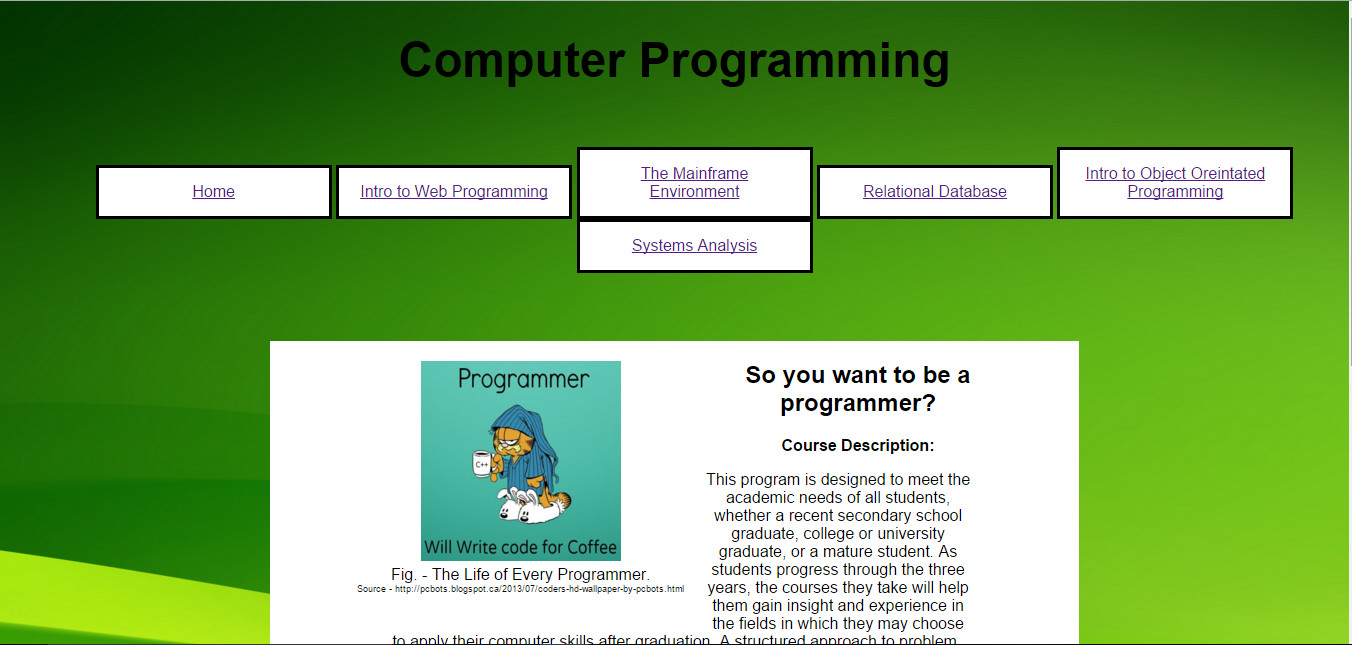 Computer Programming
Home
Intro to Web Programming
The Mainframe
Environment
Relational Database
Intro to Object Oreintated
Programming
Systems Analysis
Programmer
C++
Will Write code for Coffee
Fig. - The Life of Every Programmer.
Source - http://pcbots.blogspot.ca/2013/07/coders-hd-wallpaper-by-pcbots.html
So you want to be a
programmer?
Course Description:
This program is designed to meet the
academic needs of all students,
whether a recent secondary school
graduate, college or university
graduate, or a mature student. As
students progress through the three
years, the courses they take will help
them gain insight and experience in
the fields in which they may choose
to apply their computer skills after graduation. A structured approach to problem